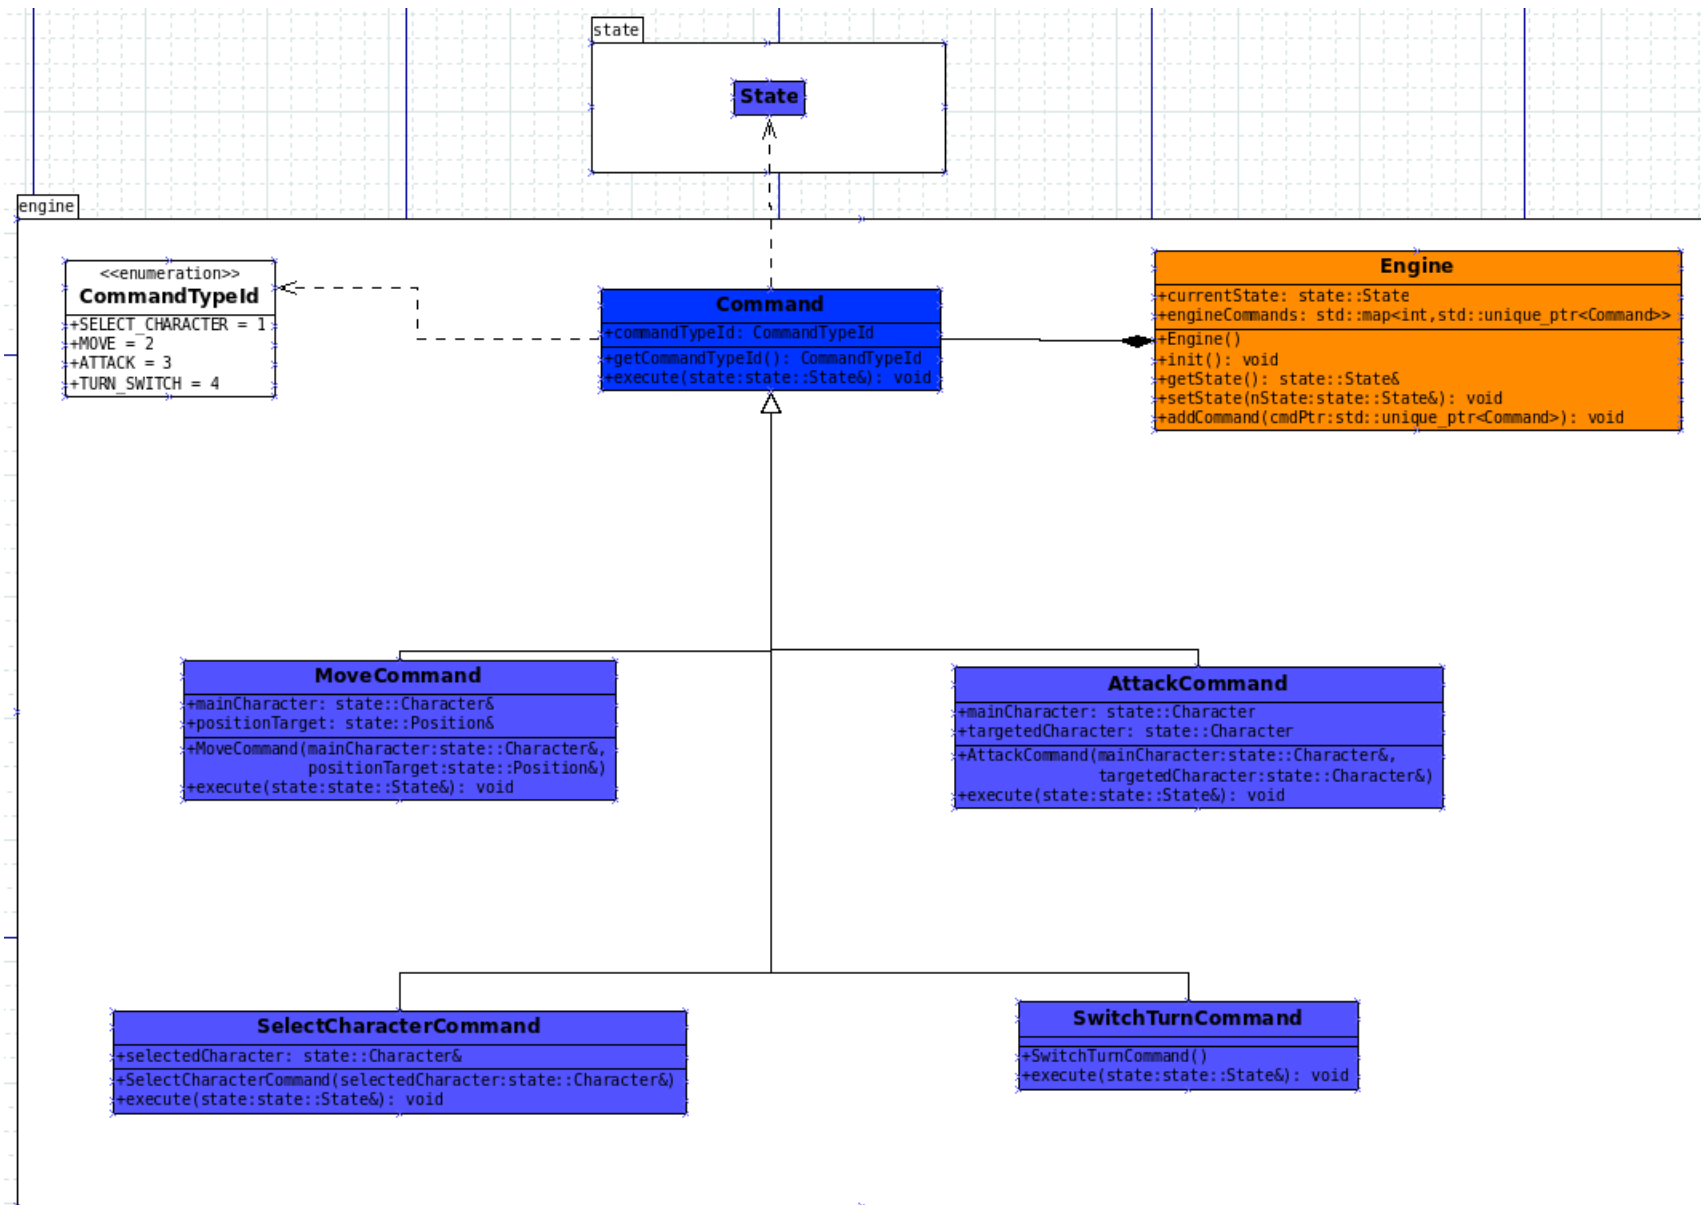 state
State
engine
<<enumeration>>
CommandTypeId
+SELECT_CHARACTER = 1
+MOVE = 2
+ATTACK = 3
+TURN_SWITCH = 4
Command
+commandTypeId: CommandTypeId
+getCommandTypeId(): CommandTypeId
+execute(state:state::State&): void
Engine
+currentState: state::State
+engineCommands: std::map<int,std::unique_ptr<Command>>
+Engine()
+init(): void
+getState(): state::State&
+setState(nState:state::State&): void
+addCommand(cmdPtr:std::unique_ptr<Command>): void
MoveCommand
+mainCharacter: state::Character&
+positionTarget: state::Position&
+MoveCommand(mainCharacter:state::Character&,
positionTarget:state::Position&)
+execute(state:state::State&): void
AttackCommand
+mainCharacter: state::Character
+targetedCharacter: state::Character
+AttackCommand(mainCharacter:state::Character&,
targetedCharacter:state::Character&)
+execute(state:state::State&): void
SelectCharacterCommand
+selectedCharacter: state::Character&
+SelectCharacterCommand(selectedCharacter:state::Character&)
+execute(state:state::State&): void
SwitchTurnCommand
+SwitchTurnCommand()
+execute(state:state::State&): void